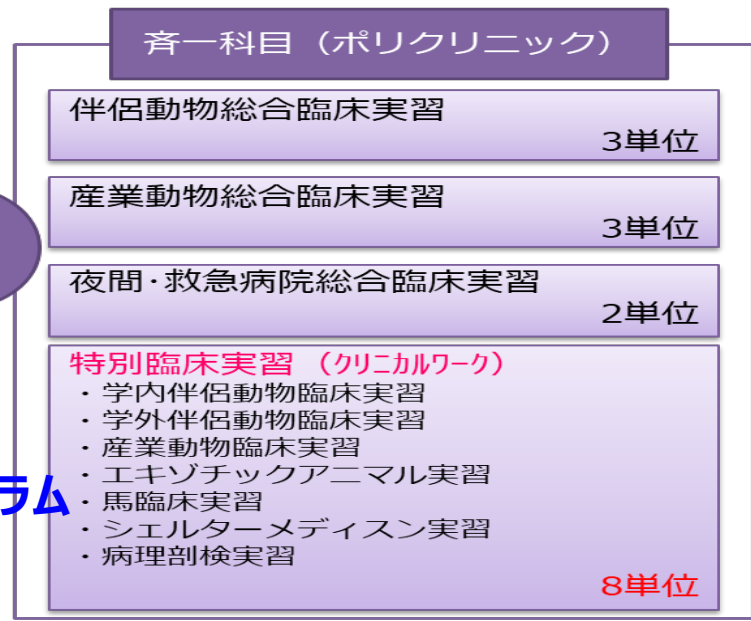 斉一科目（ポリクリニック）
伴侶動物総合臨床実習
3単位
産業動物総合臨床実習
3単位
夜間･救急病院総合臨床実習
2単位
特別臨床実習（ｸﾘﾆｶﾙﾜｰｸ）
・学内伴侶動物臨床実習
・学外伴侶動物臨床実習
・産業動物臨床実習
・エキゾチックアニマル実習
ラム
・馬臨床実習
・シェルターメディスン実習
・病理剖検実習
8単位